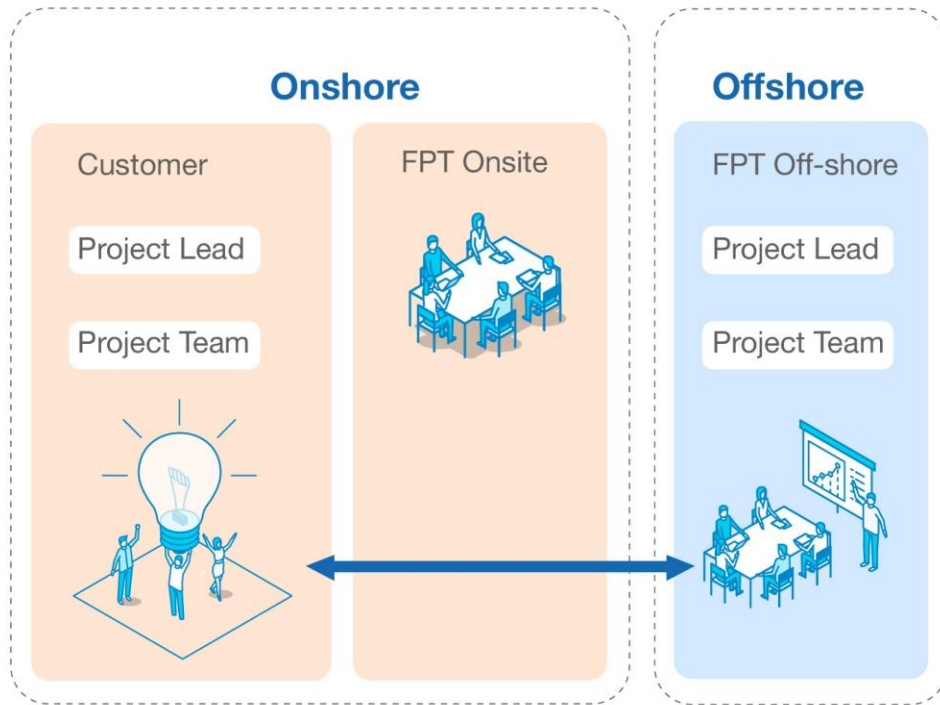 Onshore
Offshore
Customer
Project Lead
Project Team
FPT Onsite
FPT Off-shore
Project Lead
Project Team